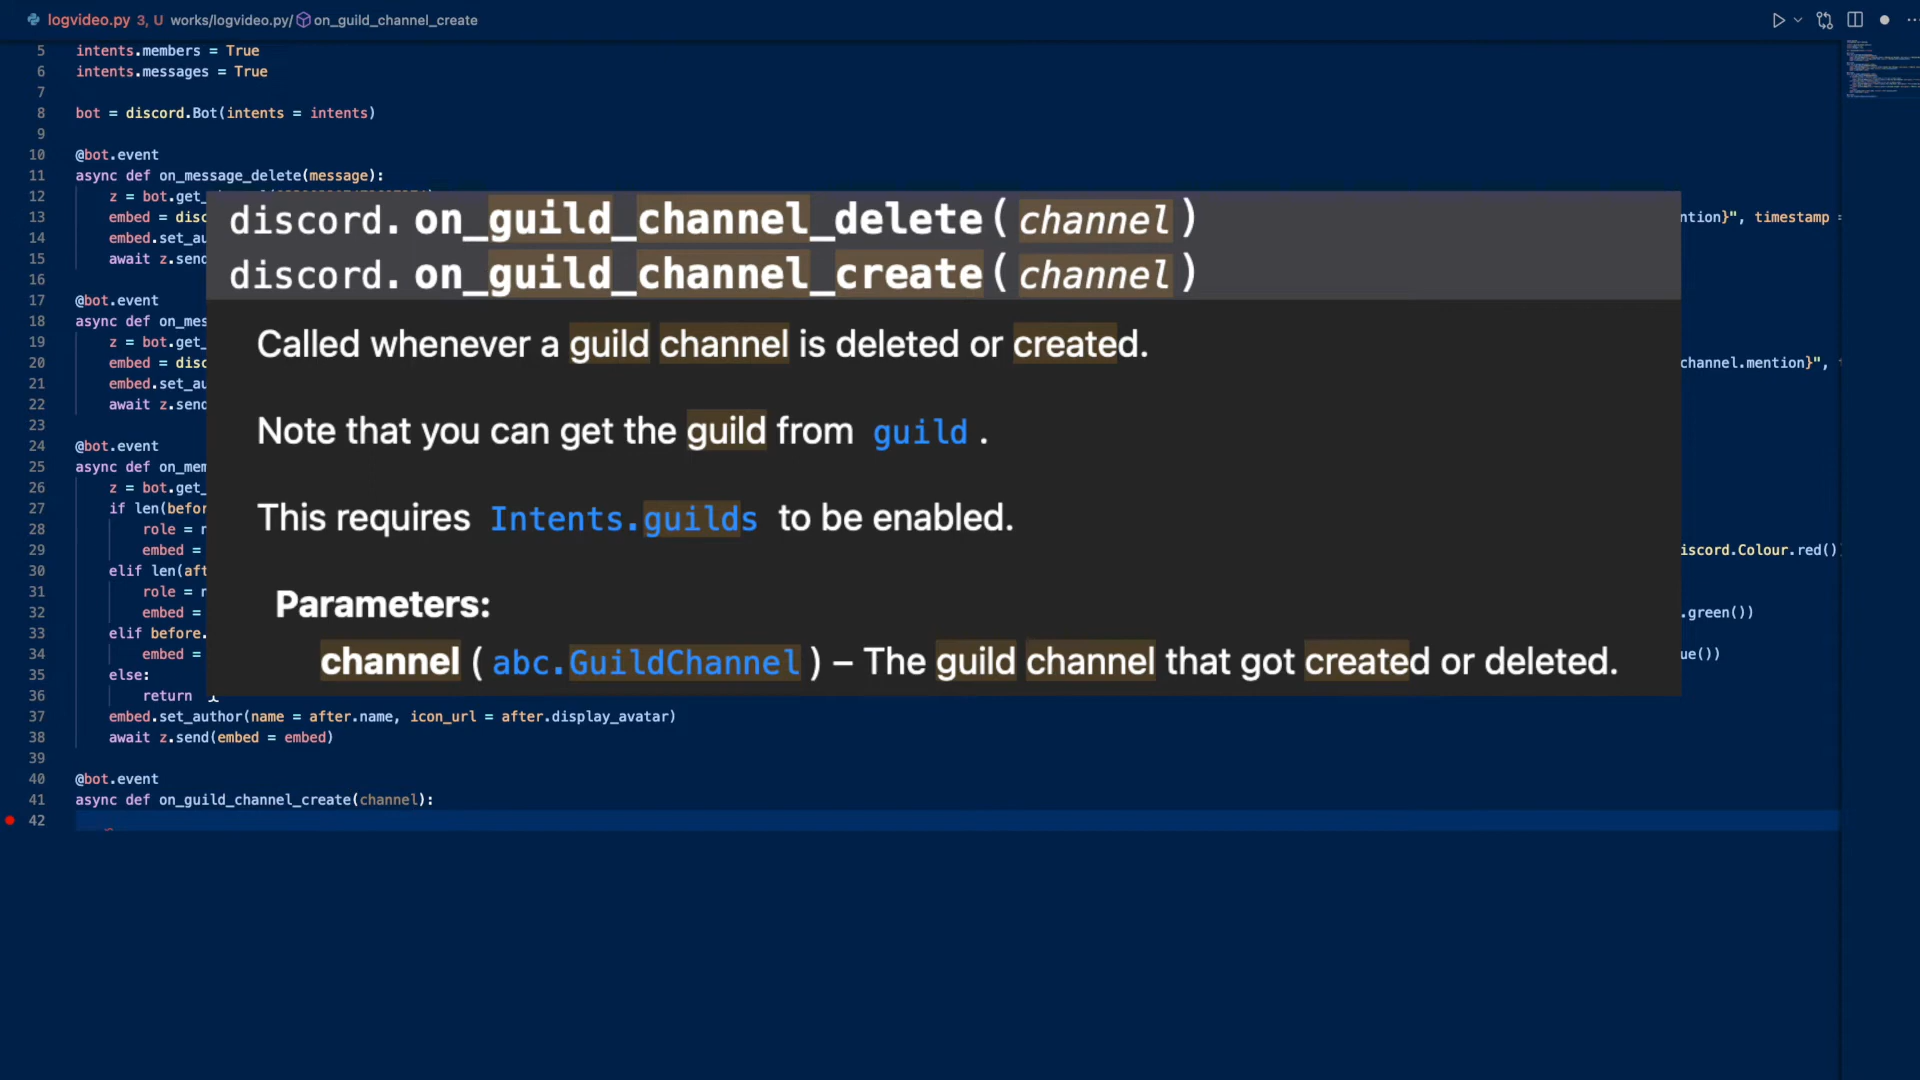 logvideo.py 3, U works/logvideo.py/ on_guild_channel_create
5 intents.members = True
6 intents.messages = True
7
8 bot = discord.Bot(intents = intents)
9
10 @bot.event
11 async def on_message_delete(message):
12 z = bot.get_
13 embed = disc ntion}", timestamp =
14 embed.set_au
15 await z.send
16
17 @bot.event
18 async def on_mes
19 z = bot.get_
20 embed = disc channel.mention}",
21 embed.set_au
22 await z.send
23
24 @bot.event
25 async def on_mem
26 z = bot.get_
27 if len(befor
28 role = n
29 embed = iscord.Colour.red())
30 elif len(aft
31 role = n
32 embed = .green())
33 elif before.
34 embed = ue())
35 else:
36 return
37 embed.set_author(name = after.name, icon_url = after.display_avatar)
38 await z.send(embed = embed)
39
40 @bot.event
41 async def on_guild_channel_create(channel):
42
discord.on_guild_channel_delete(channel)
discord.on_guild_channel_create(channel)
Called whenever a guild channel is deleted or created.
Note that you can get the guild from guild .
This requires Intents.guilds to be enabled.
Parameters:
channel (abc.GuildChannel) – The guild channel that got created or deleted.